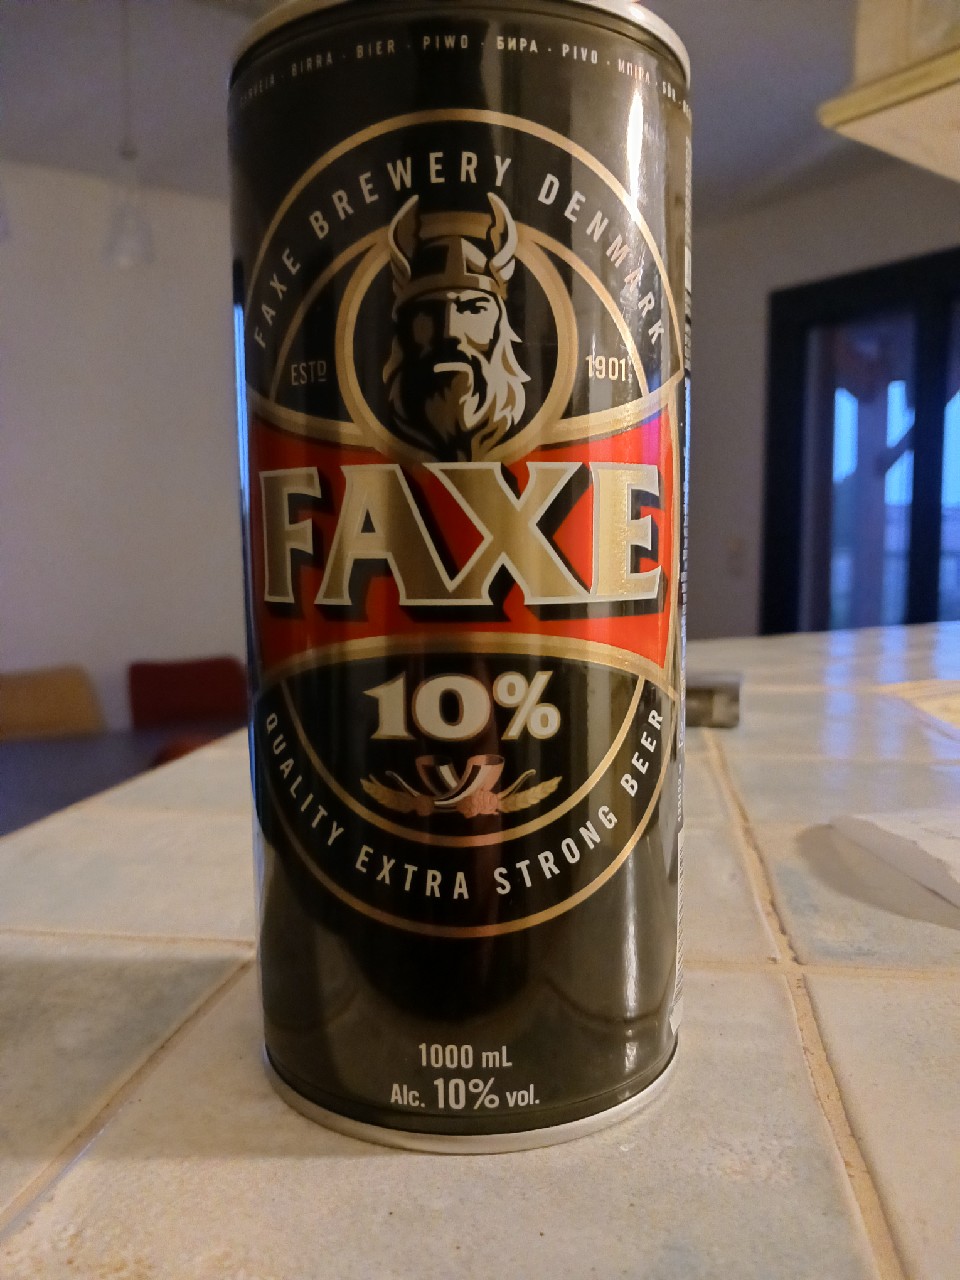 BIRRA · BIER · PIWO · БИРА · PIVO · ΜΠΙΡΑ
FAXE BREWERY DENMARK
ESTD 1901
FAXE
10%
QUALITY EXTRA STRONG BEER
1000 mL
Alc. 10% vol.